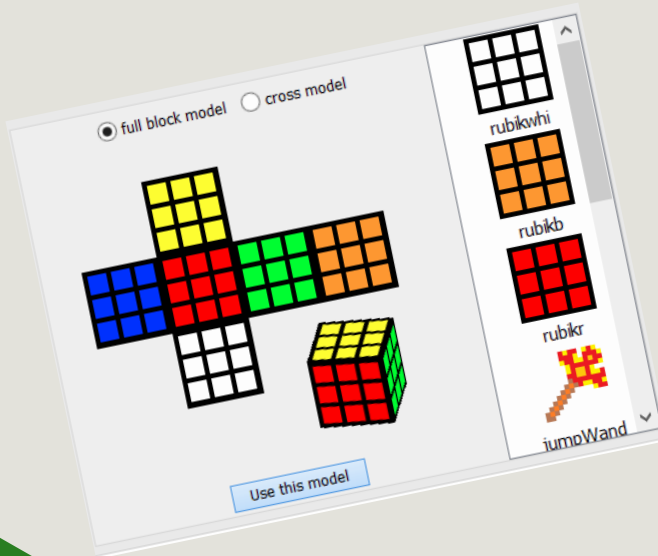 full block model
cross model
rubikwhi
rubikb
rubikr
jumpWand
Use this model